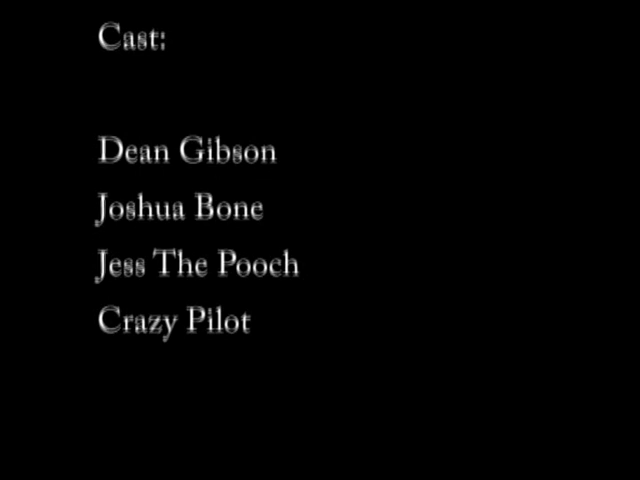 Cast:
Dean Gibson
Joshua Bone
Jess The Pooch
Crazy Pilot